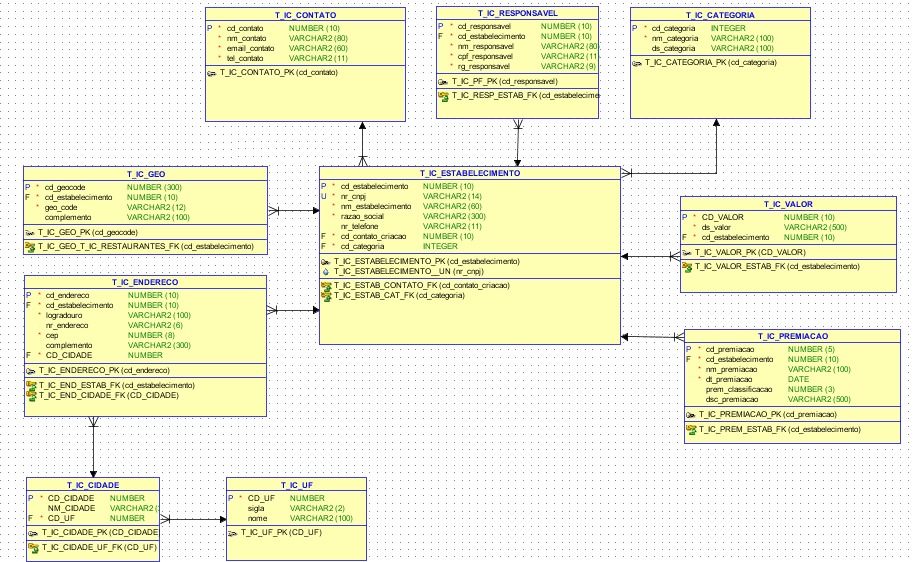 T_IC_CONTATO
P * cd_contato NUMBER (10)
* nm_contato VARCHAR2 (80)
* email_contato VARCHAR2 (60)
* tel_contato VARCHAR2 (11)
T_IC_CONTATO_PK (cd_contato)
T_IC_RESPONSAVEL
P * cd_responsavel NUMBER (10)
F * cd_estabelecimento NUMBER (10)
* nm_responsavel VARCHAR2 (80
* cpf_responsavel VARCHAR2 (11
* rg_responsavel VARCHAR2 (9)
T_IC_PF_PK (cd_responsavel)
T_IC_RESP_ESTAB_FK (cd_estabelecime
T_IC_CATEGORIA
P * cd_categoria INTEGER
* nm_categoria VARCHAR2 (100)
ds_categoria VARCHAR2 (100)
T_IC_CATEGORIA_PK (cd_categoria)
T_IC_GEO
P * cd_geocode NUMBER (300)
F * cd_estabelecimento NUMBER (10)
* geo_code VARCHAR2 (12)
complemento VARCHAR2 (100)
T_IC_GEO_PK (cd_geocode)
T_IC_GEO_T_IC_RESTAURANTES_FK (cd_estabelecimento)
T_IC_ESTABELECIMENTO
P * cd_estabelecimento NUMBER (10)
U * nr_cnpj VARCHAR2 (14)
* nm_estabelecimento VARCHAR2 (60)
* razao_social VARCHAR2 (300)
nr_telefone VARCHAR2 (11)
F * cd_contato_criacao NUMBER (10)
F * cd_categoria INTEGER
T_IC_ESTABELECIMENTO_PK (cd_estabelecimento)
T_IC_ESTABELECIMENTO__UN (nr_cnpj)
T_IC_ESTAB_CONTATO_FK (cd_contato_criacao)
T_IC_ESTAB_CAT_FK (cd_categoria)
T_IC_VALOR
P * CD_VALOR NUMBER (10)
* ds_valor VARCHAR2 (500)
F * cd_estabelecimento NUMBER (10)
T_IC_VALOR_PK (CD_VALOR)
T_IC_VALOR_ESTAB_FK (cd_estabelecimento)
T_IC_ENDERECO
P * cd_endereco NUMBER (10)
F * cd_estabelecimento NUMBER (10)
* logradouro VARCHAR2 (100)
nr_endereco VARCHAR2 (6)
* cep NUMBER (8)
complemento VARCHAR2 (300)
F * CD_CIDADE NUMBER
T_IC_ENDERECO_PK (cd_endereco)
T_IC_END_ESTAB_FK (cd_estabelecimento)
T_IC_END_CIDADE_FK (CD_CIDADE)
T_IC_PREMIACAO
P * cd_premiacao NUMBER (5)
F * cd_estabelecimento NUMBER (10)
* nm_premiacao VARCHAR2 (100)
* dt_premiacao DATE
prem_classificacao NUMBER (3)
dsc_premiacao VARCHAR2 (500)
T_IC_PREMIACAO_PK (cd_premiacao)
T_IC_PREM_ESTAB_FK (cd_estabelecimento)
T_IC_CIDADE
P * CD_CIDADE NUMBER
NM_CIDADE VARCHAR2 (
F * CD_UF NUMBER
T_IC_CIDADE_PK (CD_CIDADE
T_IC_CIDADE_UF_FK (CD_UF)
T_IC_UF
P * CD_UF NUMBER
sigla VARCHAR2 (2)
nome VARCHAR2 (100)
T_IC_UF_PK (CD_UF)